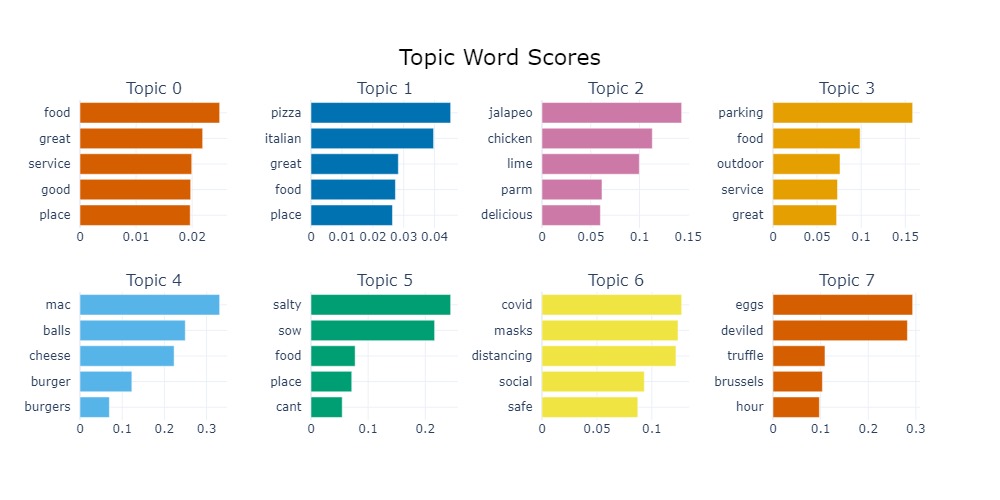 Topic Word Scores
Topic 0
food
great
service
good
place
0 0.01 0.02
Topic 1
pizza
italian
great
food
place
0 0.01 0.02 0.03 0.04
Topic 2
jalapeo
chicken
lime
parm
delicious
0 0.05 0.1 0.15
Topic 3
parking
food
outdoor
service
great
0 0.05 0.1 0.15
Topic 4
mac
balls
cheese
burger
burgers
0 0.1 0.2 0.3
Topic 5
salty
sow
food
place
cant
0 0.1 0.2
Topic 6
covid
masks
distancing
social
safe
0 0.05 0.1
Topic 7
eggs
deviled
truffle
brussels
hour
0 0.1 0.2 0.3